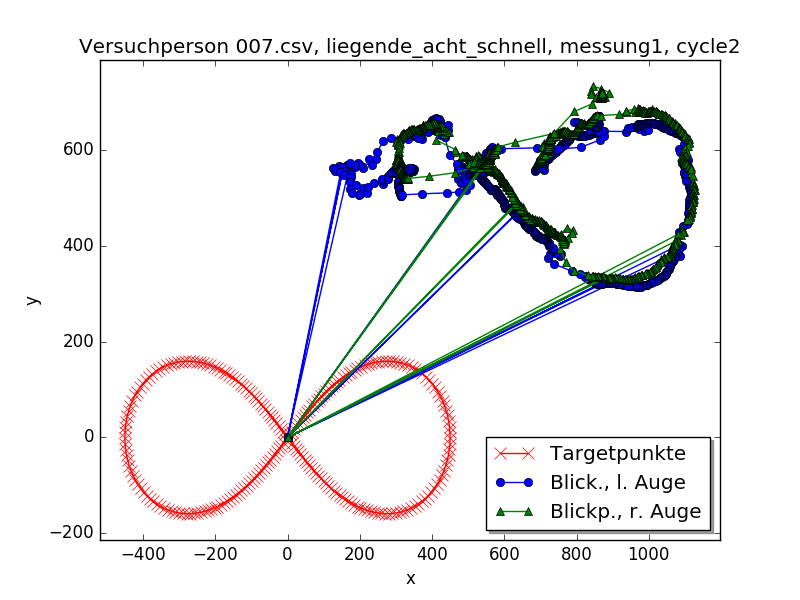 Versuchperson 007.csv, liegende_acht_schnell, messung1, cycle2
y
600
400
200
0
−200
−400
−200
0
200
400
600
800
1000
x
Targetpunkte
Blick., l. Auge
Blickp., r. Auge